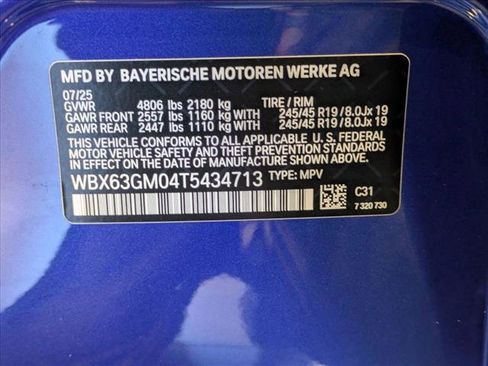 MFD BY BAYERISCHE MOTOREN WERKE AG
07/25
GVWR 4806 lbs 2180 kg TIRE / RIM
GAWR FRONT 2557 lbs 1160 kg WITH 245/45 R19 / 8.0Jx 19
GAWR REAR 2447 lbs 1110 kg WITH 245/45 R19 / 8.0Jx 19
THIS VEHICLE CONFORMS TO ALL APPLICABLE U. S. FEDERAL
MOTOR VEHICLE SAFETY, BUMPER, AND THEFT PREVENTION STANDARDS
IN EFFECT ON THE DATE OF MANUFACTURE SHOWN ABOVE.
WBX63GM04T5434713 TYPE: MPV
C31
7 320 730